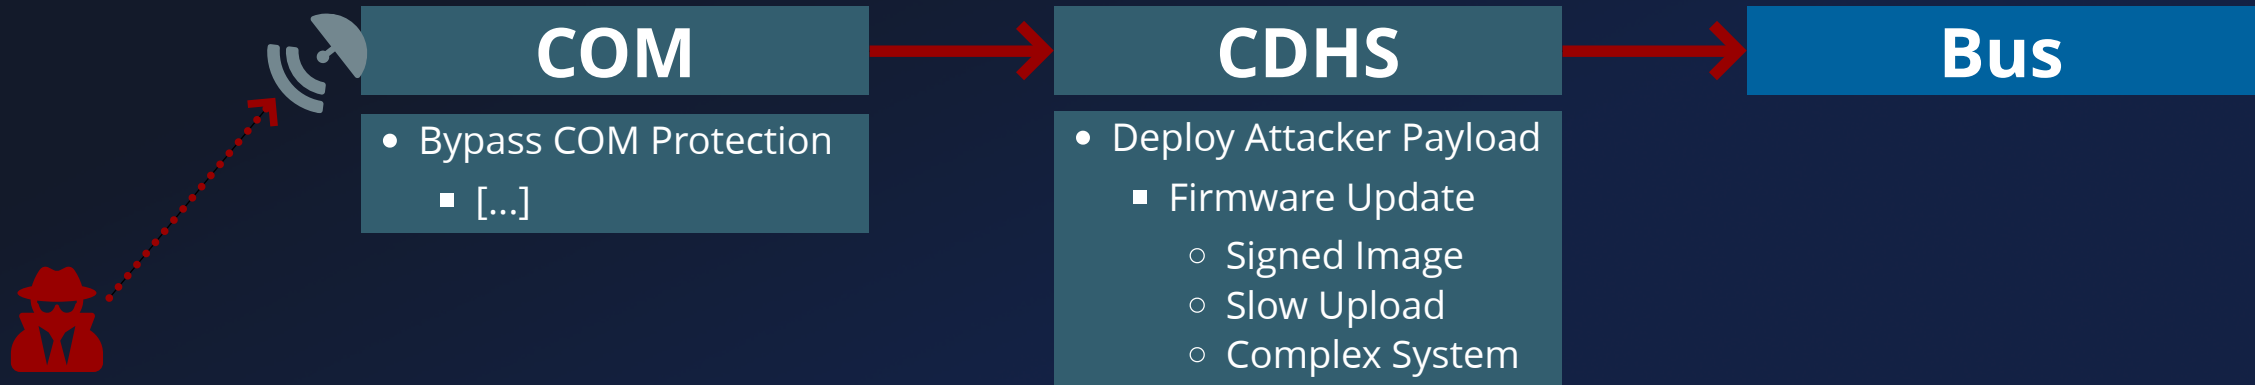 COM
CDHS
Bus
Bypass COM Protection
[...]
Deploy Attacker Payload
Firmware Update
Signed Image
Slow Upload
Complex System